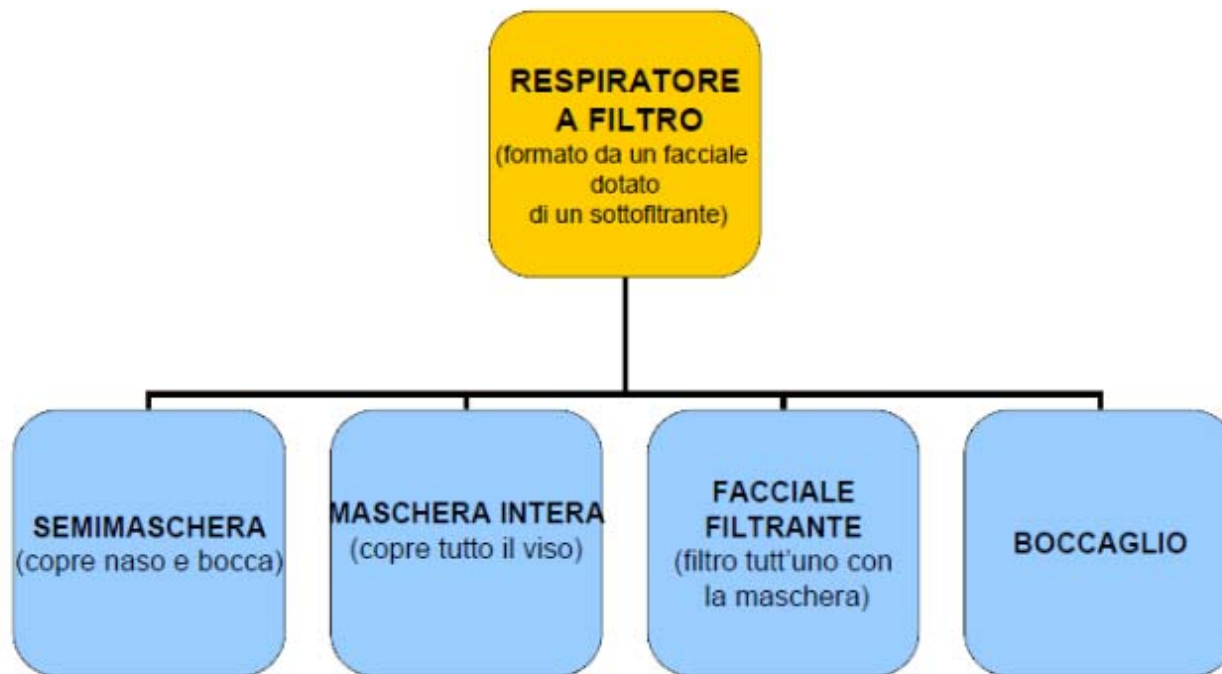 RESPIRATORE
A FILTRO
(formato da un facciale
dotato
di un sottofiltrante)
SEMIMASCHERA
(copre naso e bocca)
MASCHERA INTERA
(copre tutto il viso)
FACCIALE
FILTRANTE
(filtro tutt'uno con
la maschera)
BOCCAGLIO